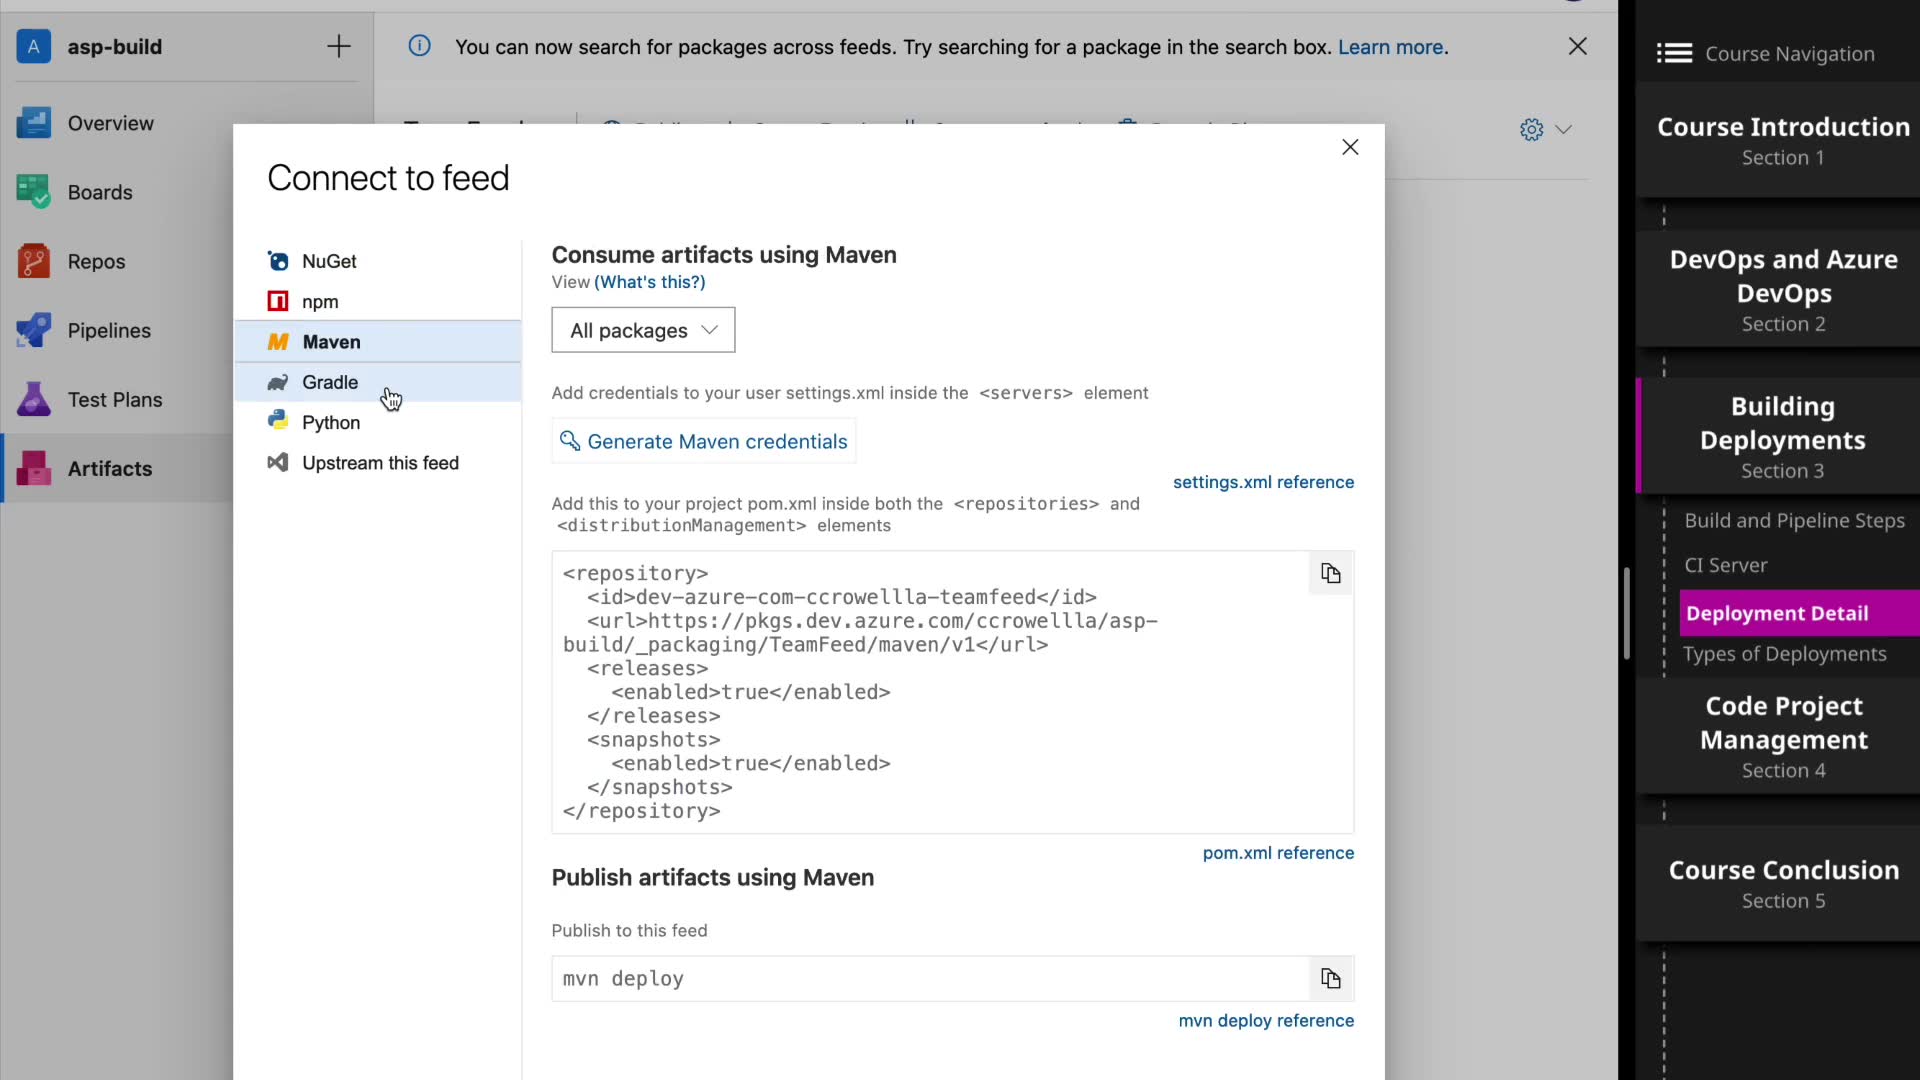 A asp-build
You can now search for packages across feeds. Try searching for a package in the search box. Learn more.
Overview
Boards
Repos
Pipelines
Test Plans
Artifacts
Connect to feed
NuGet
npm
Maven
Gradle
Python
Upstream this feed
Consume artifacts using Maven
View (What's this?)
All packages
Add credentials to your user settings.xml inside the <servers> element
Generate Maven credentials
settings.xml reference
Add this to your project pom.xml inside both the <repositories> and
<distributionManagement> elements
<repository>
<id>dev-azure-com-ccrowellla-teamfeed</id>
<url>https://pkgs.dev.azure.com/ccrowellla/asp-
build/_packaging/TeamFeed/maven/v1</url>
<releases>
<enabled>true</enabled>
</releases>
<snapshots>
<enabled>true</enabled>
</snapshots>
</repository>
pom.xml reference
Publish artifacts using Maven
Publish to this feed
mvn deploy
mvn deploy reference
Course Navigation
Course Introduction
Section 1
DevOps and Azure
DevOps
Section 2
Building
Deployments
Section 3
Build and Pipeline Steps
CI Server
Deployment Detail
Types of Deployments
Code Project
Management
Section 4
Course Conclusion
Section 5